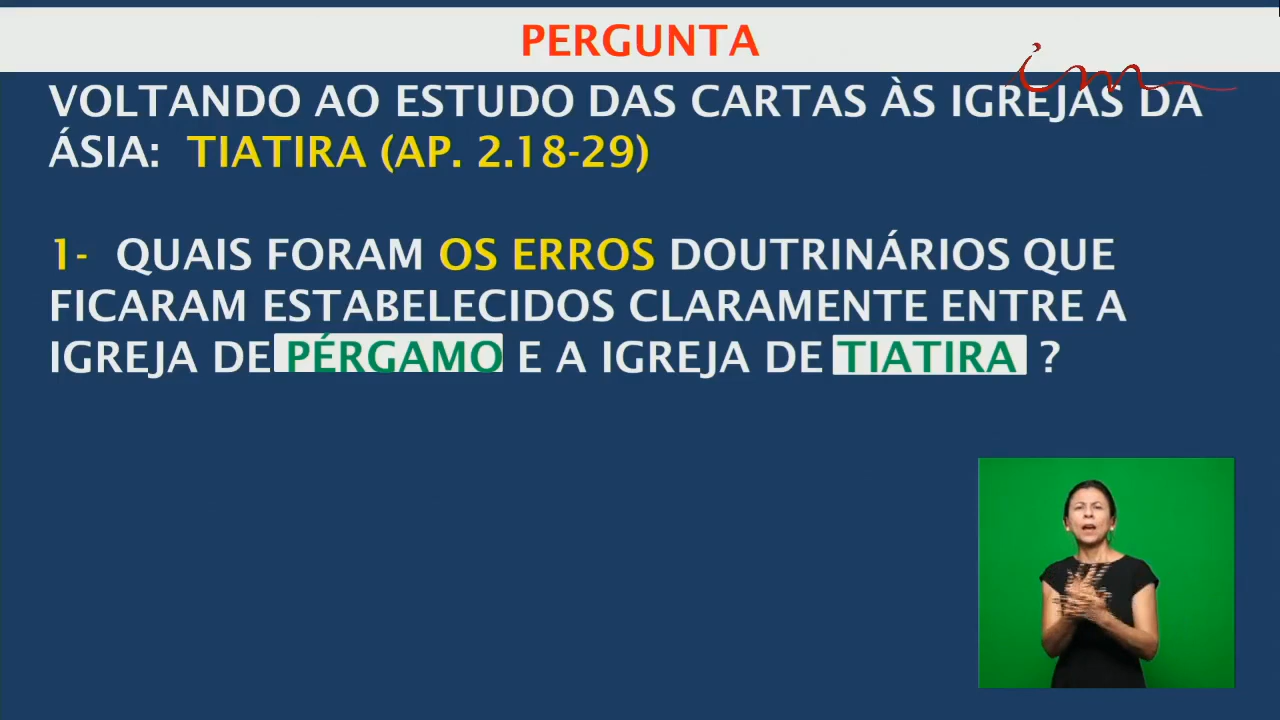 PERGUNTA
im
VOLTANDO AO ESTUDO DAS CARTAS ÀS IGREJAS DA
ÁSIA: TIATIRA (AP. 2.18-29)
1- QUAIS FORAM OS ERROS DOUTRINÁRIOS QUE
FICARAM ESTABELECIDOS CLARAMENTE ENTRE A
IGREJA DE PÉRGAMO E A IGREJA DE TIATIRA ?